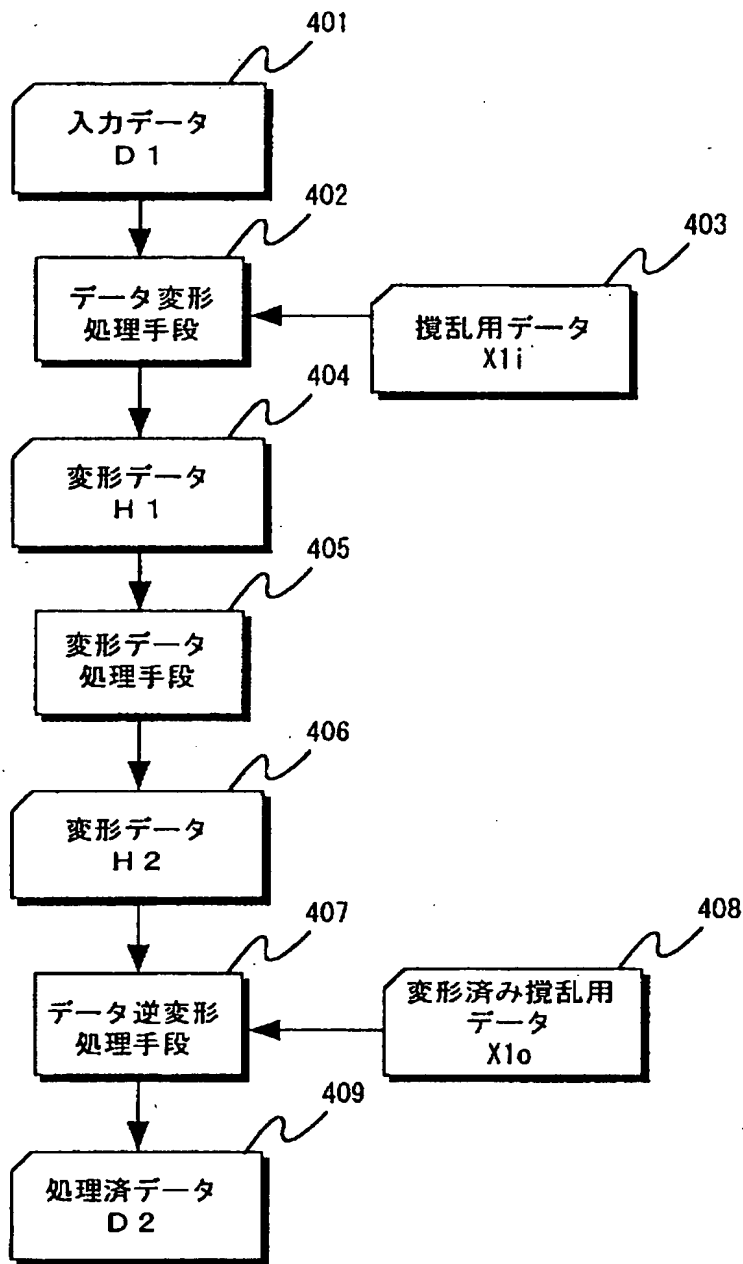 401
入力データ
D1
402
データ変形
処理手段
403
撹乱用データ
X1i
404
変形データ
H1
405
変形データ
処理手段
406
変形データ
H2
407
データ逆変形
処理手段
408
変形済み撹乱用
データ
X1o
409
処理済データ
D2